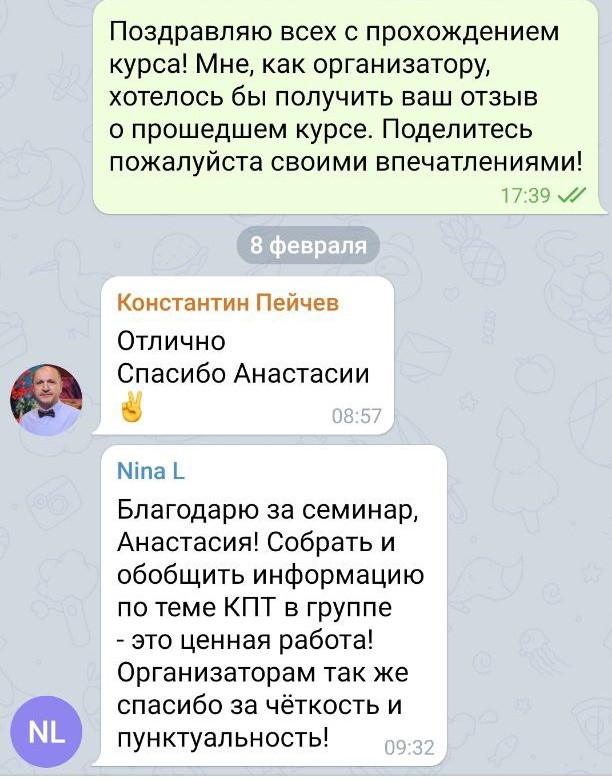 Поздравляю всех с прохождением
курса! Мне, как организатору,
хотелось бы получить ваш отзыв
о прошедшем курсе. Поделитесь
пожалуйста своими впечатлениями!
17:39
8 февраля
Константин Пейчев
Отлично
Спасибо Анастасии
✌️
08:57
Nina L
Благодарю за семинар,
Анастасия! Собрать и
обобщить информацию
по теме КПТ в группе
- это ценная работа!
Организаторам так же
спасибо за чёткость и
пунктуальность!
09:32
NL